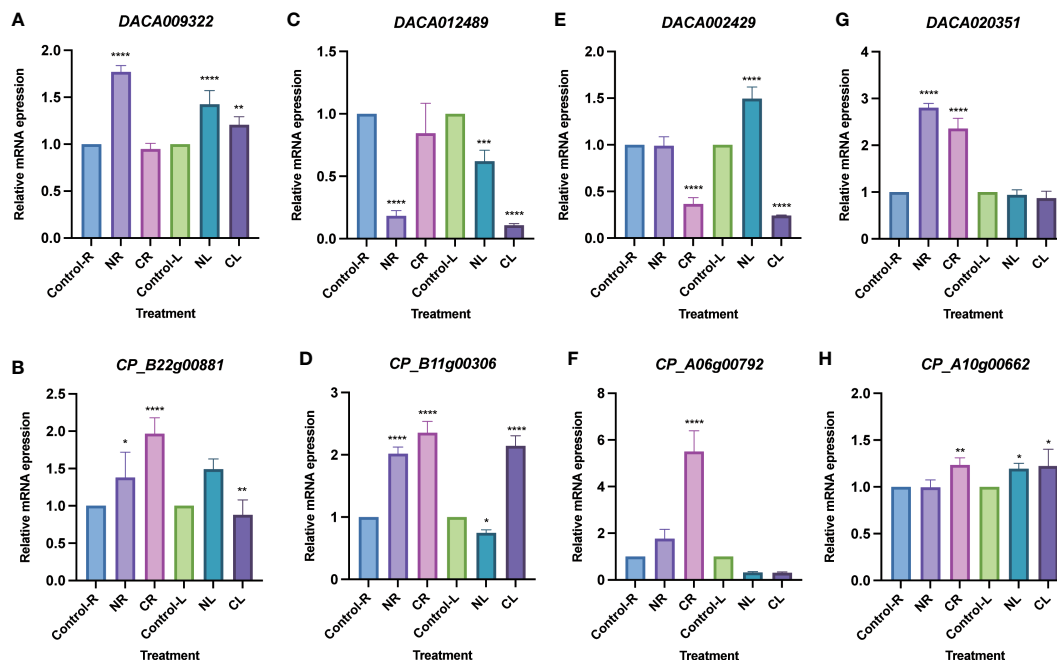 A
DACA009322
Relative mRNA epression
2.0
1.5
1.0
0.5
0.0
****
****
**
Control-R
NR
CR
Control-L
NL
CL
Treatment
C
DACA012489
Relative mRNA epression
1.5
1.0
0.5
0.0
****
***
****
Control-R
NR
CR
Control-L
NL
CL
Treatment
E
DACA002429
Relative mRNA epression
2.0
1.5
1.0
0.5
0.0
****
****
****
Control-R
NR
CR
Control-L
NL
CL
Treatment
G
DACA020351
Relative mRNA epression
4
3
2
1
0
****
****
Control-R
NR
CR
Control-L
NL
CL
Treatment
B
CP_B22g00881
Relative mRNA epression
2.5
2.0
1.5
1.0
0.5
0.0
*
****
**
Control-R
NR
CR
Control-L
NL
CL
Treatment
D
CP_B11g00306
Relative mRNA epression
3
2
1
0
****
****
*
****
Control-R
NR
CR
Control-L
NL
CL
Treatment
F
CP_A06g00792
Relative mRNA epression
8
6
4
2
0
****
Control-R
NR
CR
Control-L
NL
CL
Treatment
H
CP_A10g00662
Relative mRNA epression
2.0
1.5
1.0
0.5
0.0
**
*
*
Control-R
NR
CR
Control-L
NL
CL
Treatment